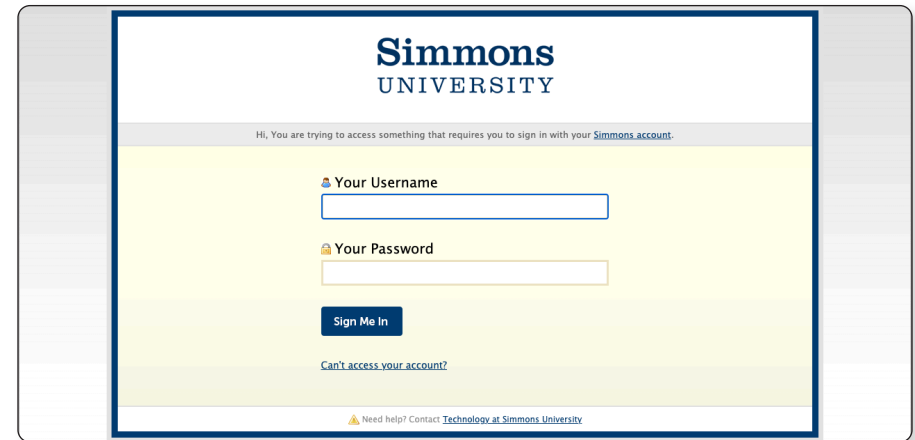 Simmons
UNIVERSITY
Hi, You are trying to access something that requires you to sign in with your Simmons account.
Your Username
Your Password
Sign Me In
Can't access your account?
Need help? Contact Technology at Simmons University